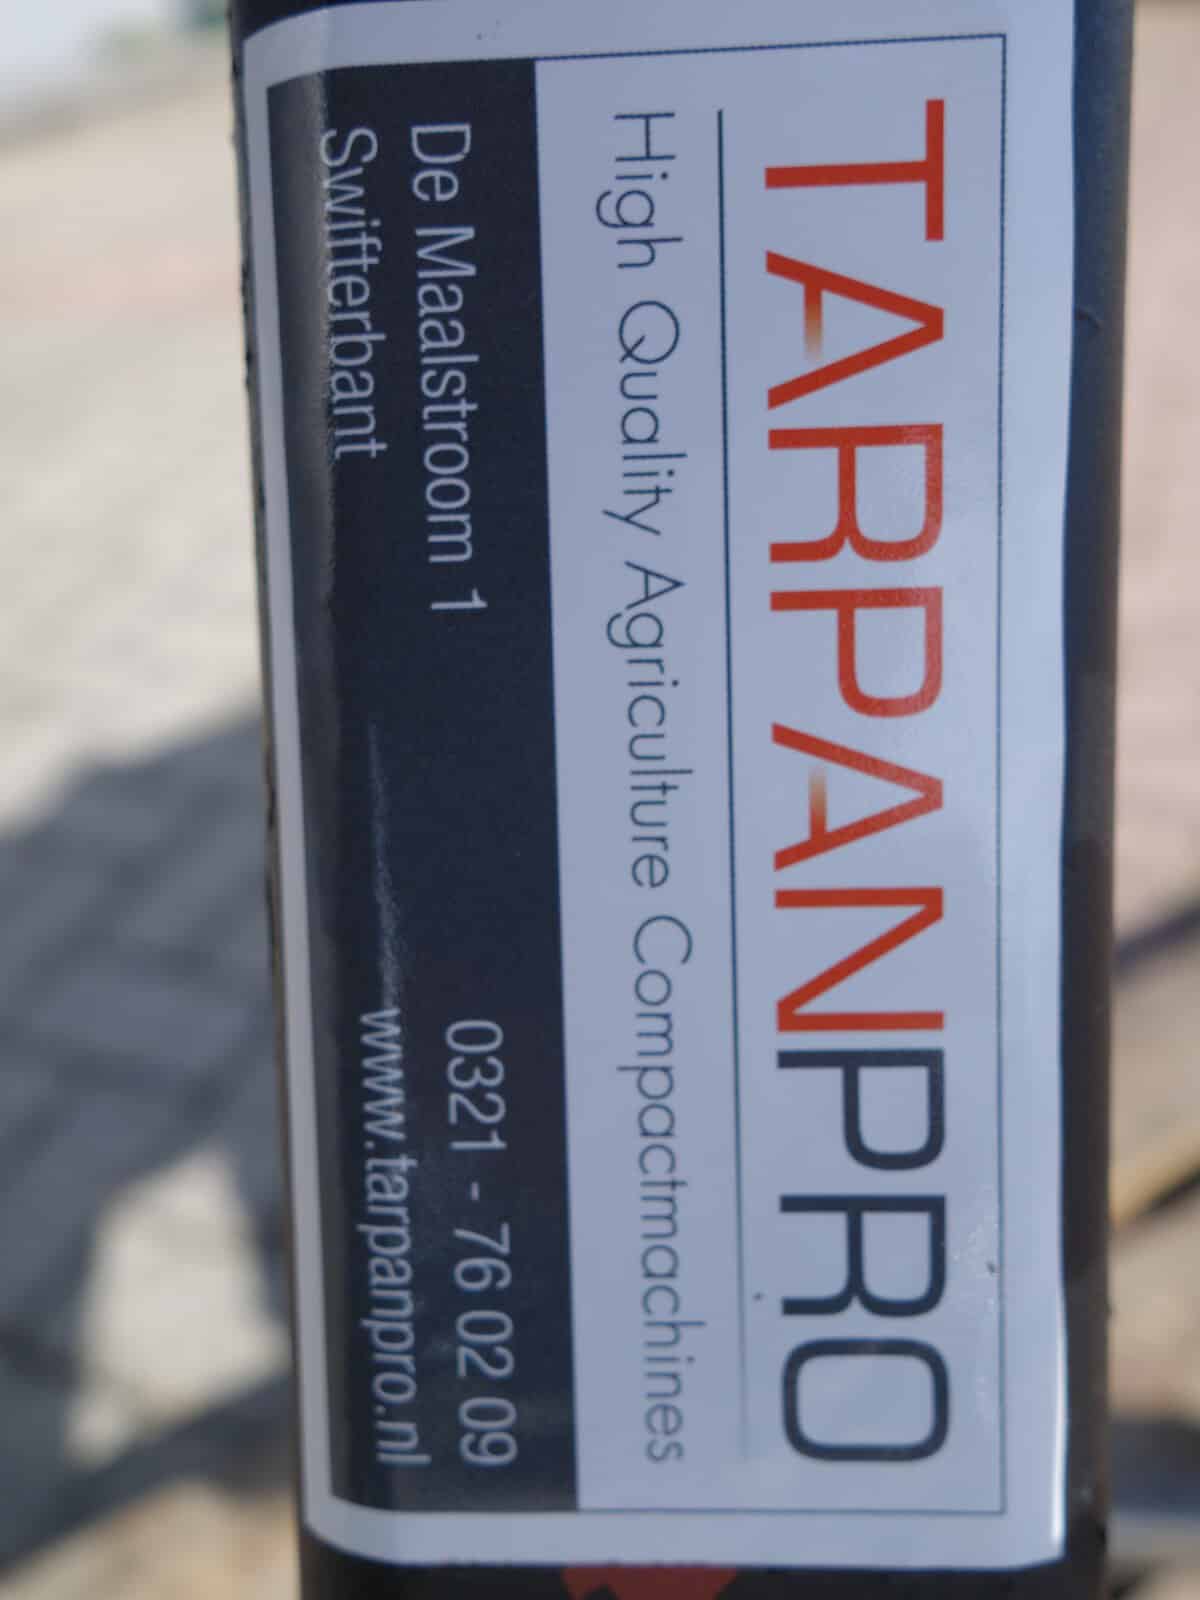 TARPANPRO
High Quality Agriculture Compactmachines
De Maalstroom 1
0321 - 76 02 09
Swifterbant
www.tarpanpro.nl